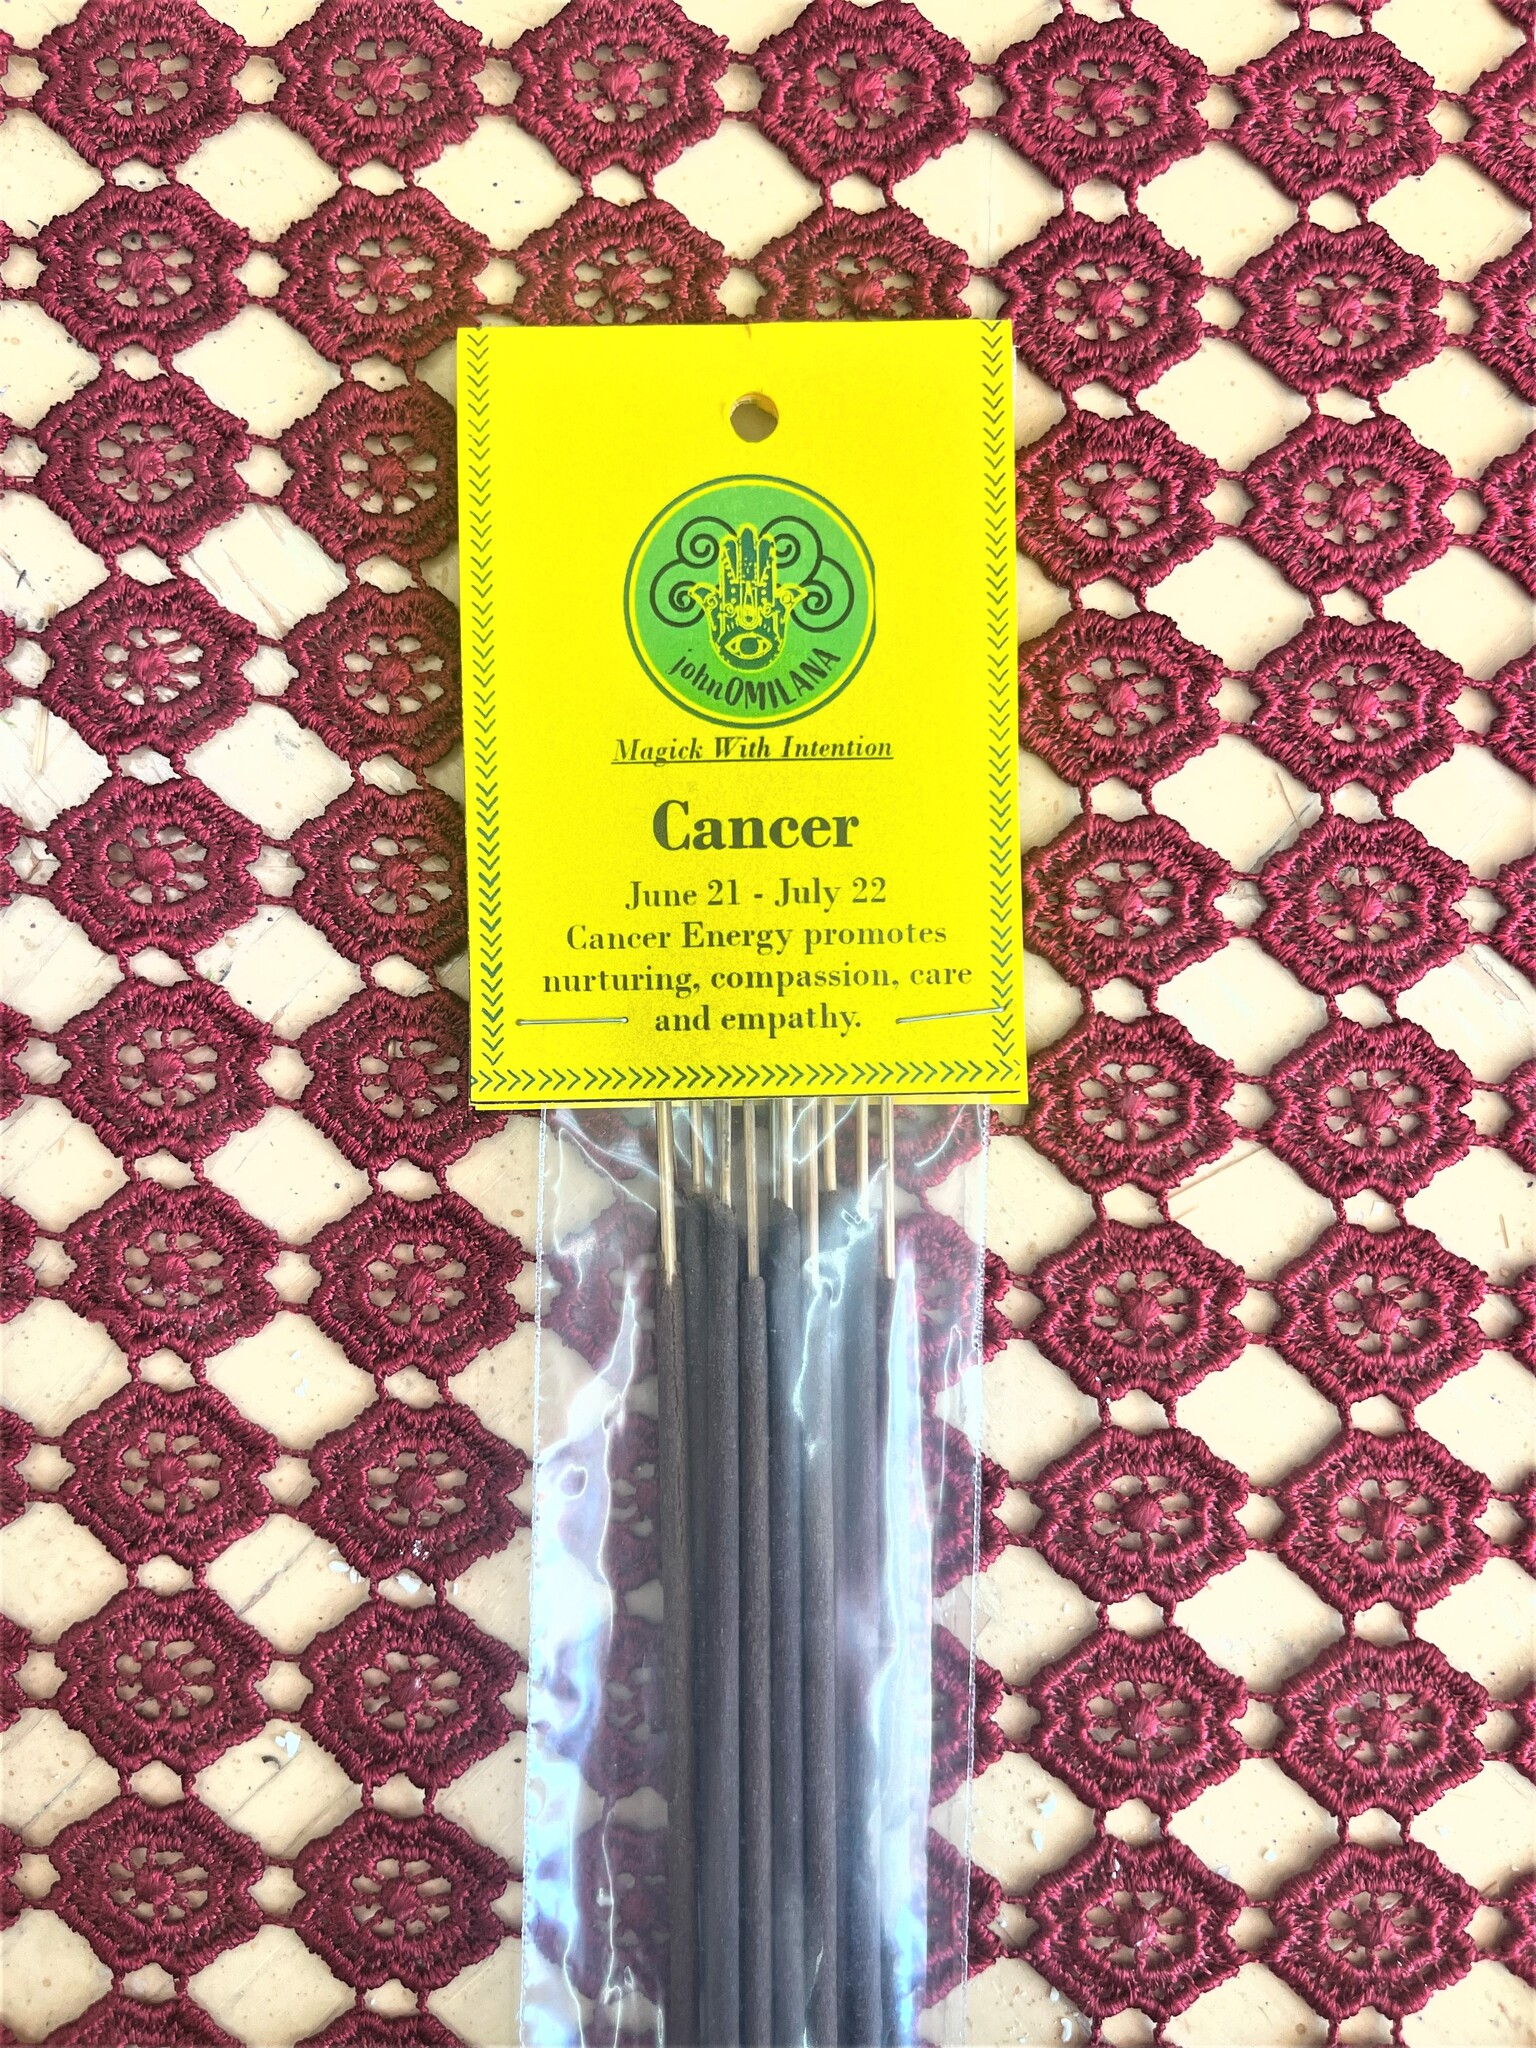 johnOMILANA
Magick With Intention
Cancer
June 21 - July 22
Cancer Energy promotes
nurturing, compassion, care
and empathy.